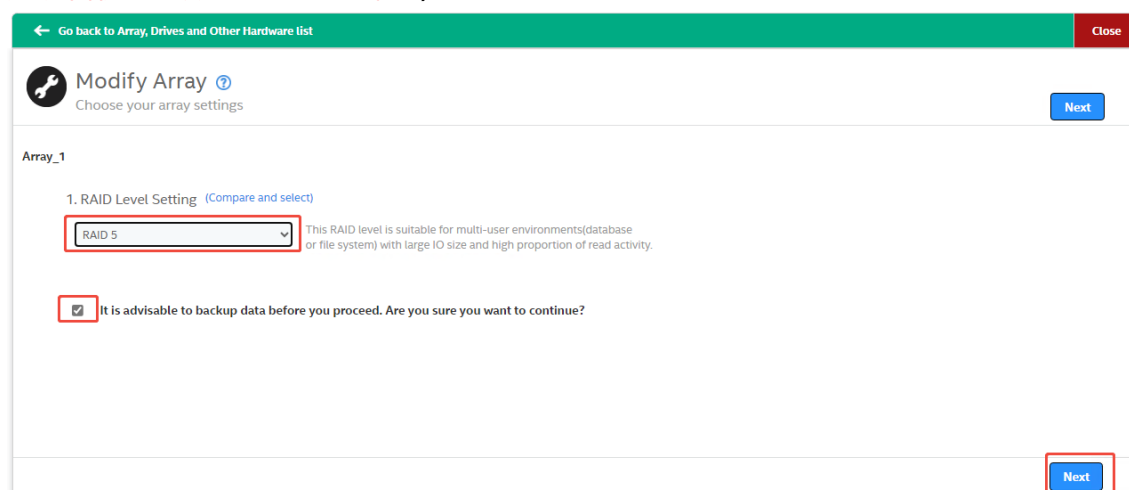 Go back to Array, Drives and Other Hardware list
Close
Modify Array
Choose your array settings
Next
Array_1
1. RAID Level Setting (Compare and select)
RAID 5
This RAID level is suitable for multi-user environments(database
or file system) with large IO size and high proportion of read activity.
It is advisable to backup data before you proceed. Are you sure you want to continue?
Next